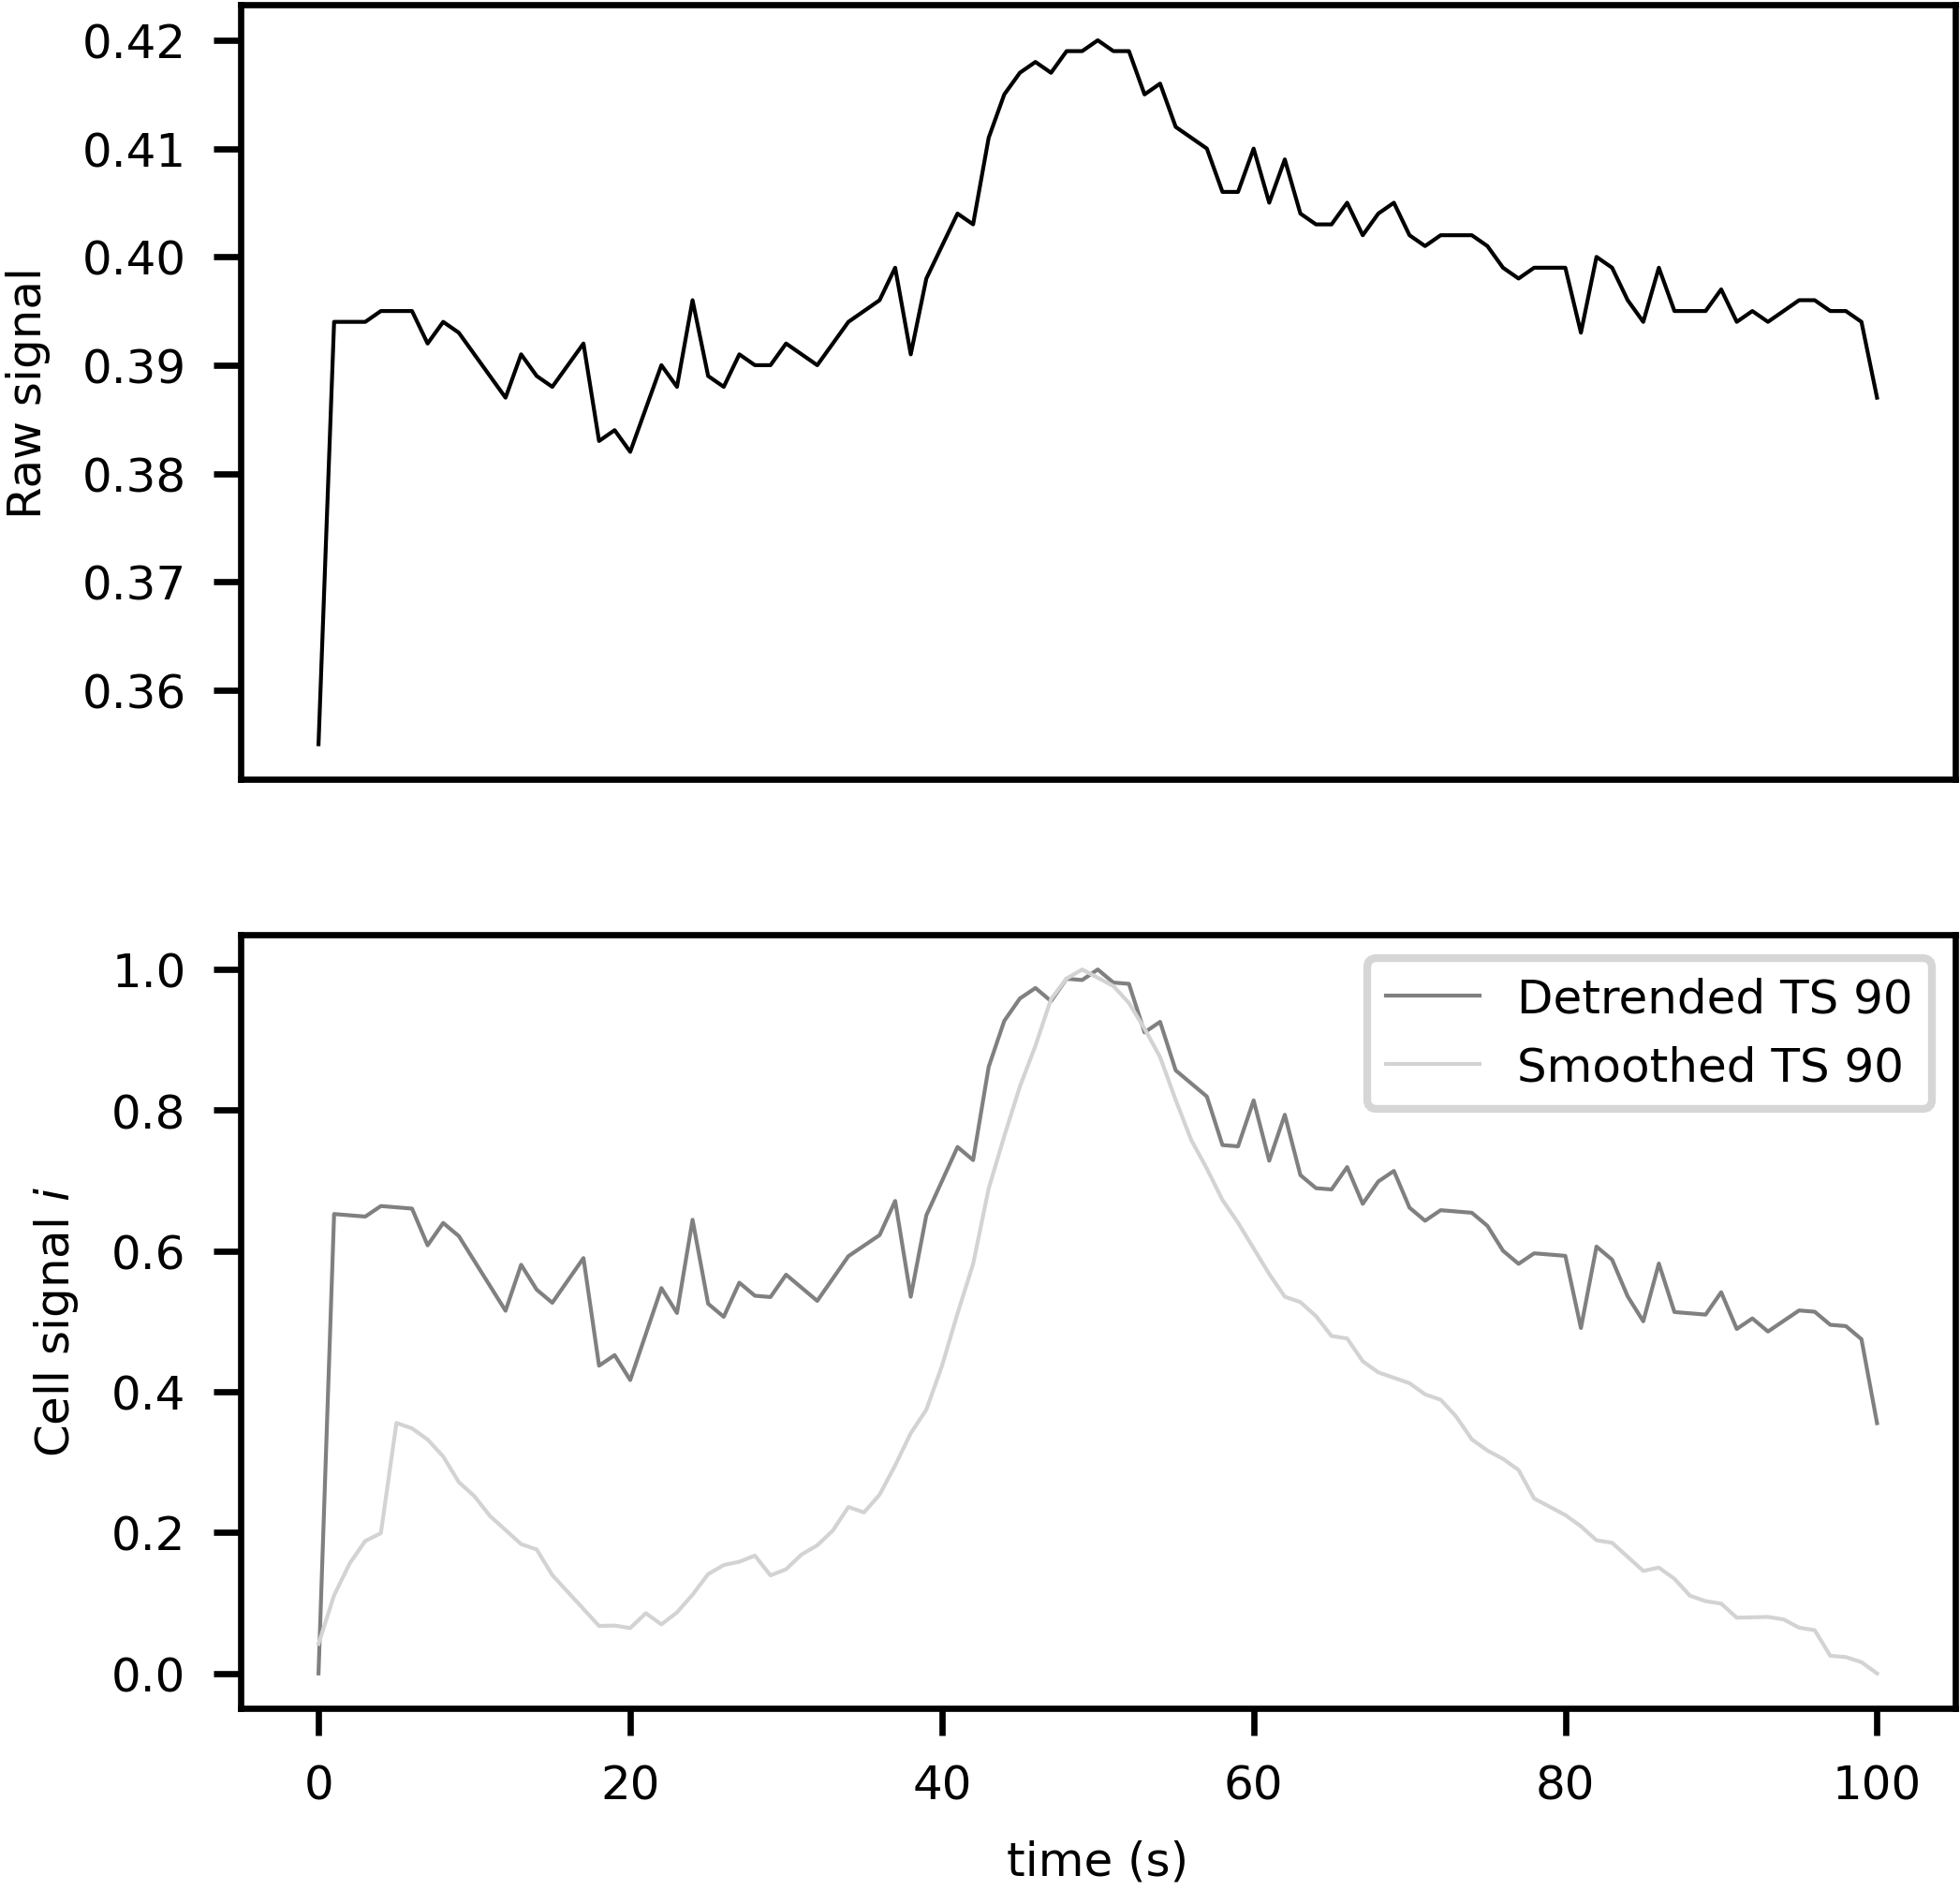 0.42
0.41
0.40
0.39
0.38
0.37
0.36
Raw signal
1.0
0.8
0.6
0.4
0.2
0.0
Cell signal i
Detrended TS 90
Smoothed TS 90
0 20 40 60 80 100
time (s)